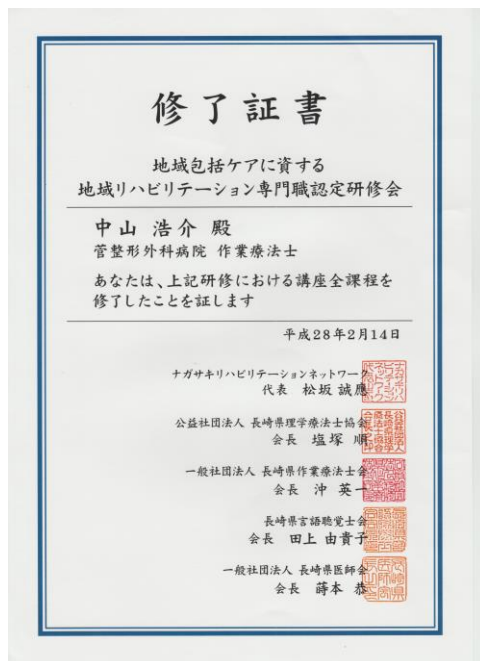 修了証書
地域包括ケアに資する
地域リハビリテーション専門職認定研修会
中山 浩介 殿
菅整形外科病院 作業療法士
あなたは、上記研修における講座全課程を
修了したことを証します
平成28年2月14日
ナガサキリハビリテーションネットワーク
代表 松坂 誠應
公益社団法人 長崎県理学療法士協会
会長 塩塚 順
一般社団法人 長崎県作業療法士会
会長 沖 英一
長崎県言語聴覚士会
会長 田上 由貴子
一般社団法人 長崎県医師会
会長 蒔本 恭